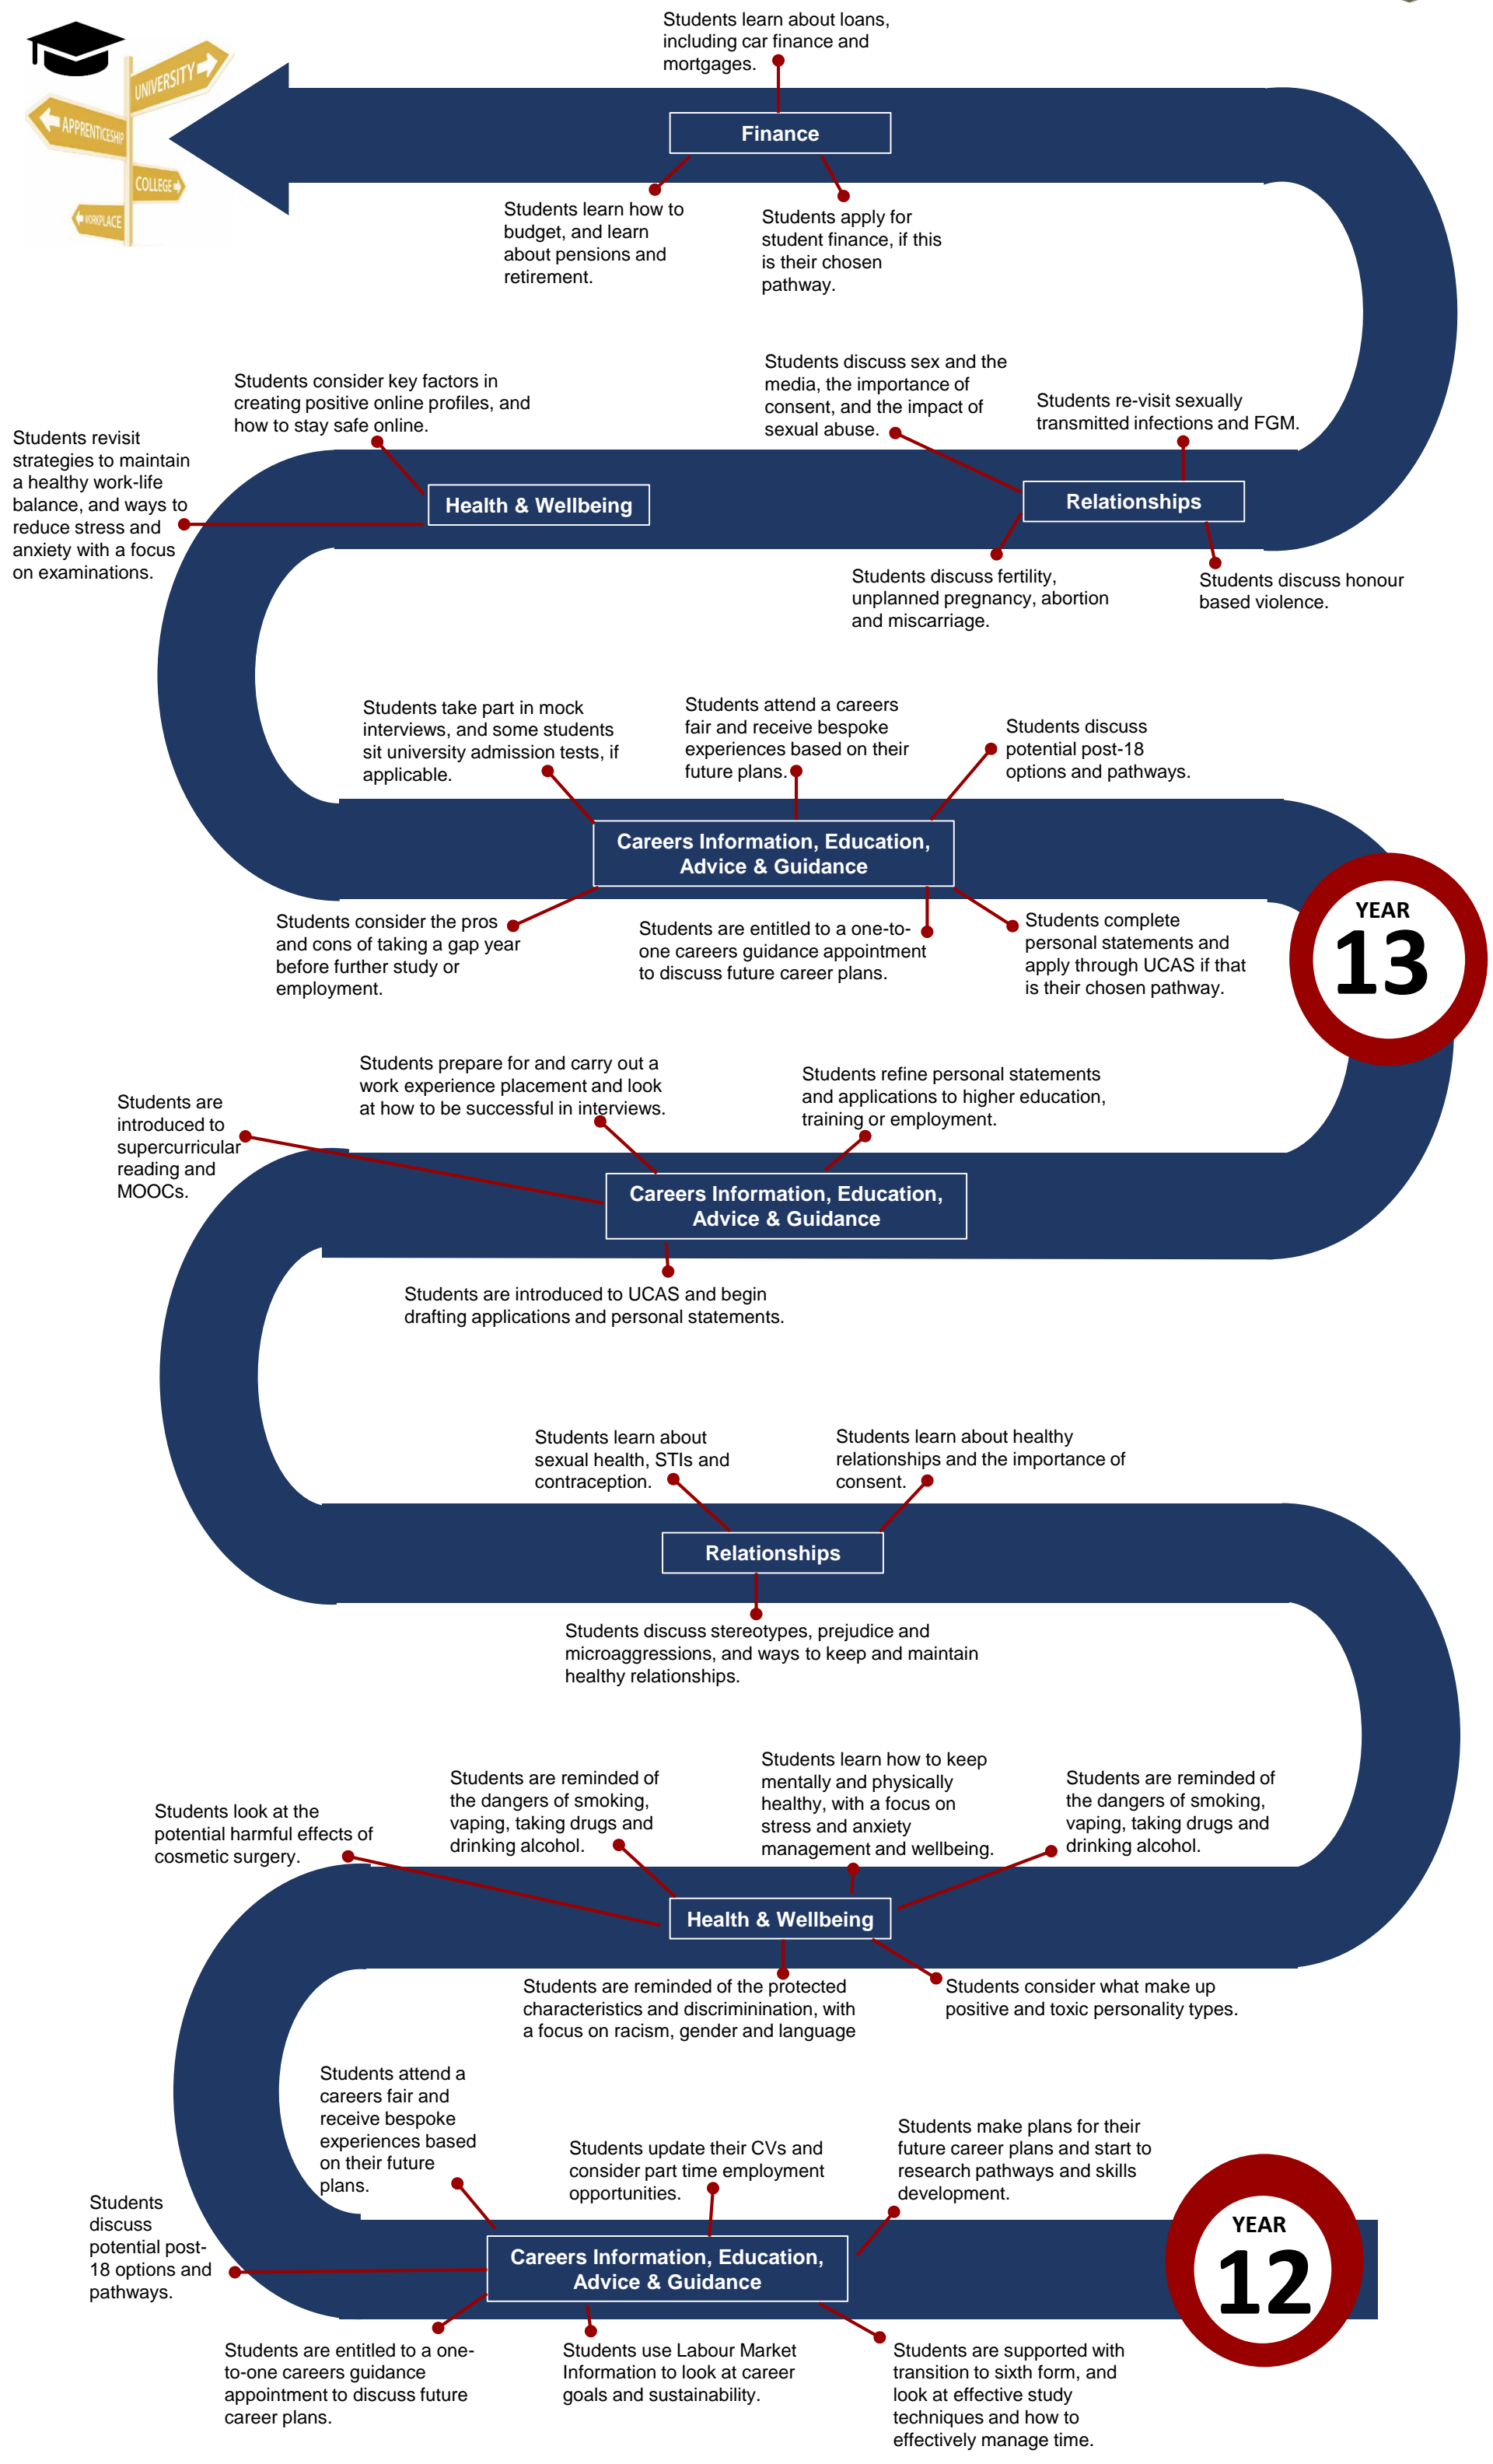 Students learn about loans,
including car finance and
mortgages.
UNIVERSITY
APPRENTICESHIP
COLLEGE
WORKPLACE
Finance
Students learn how to
budget, and learn
about pensions and
retirement.
Students apply for
student finance, if this
is their chosen
pathway.
Students discuss sex and the
media, the importance of
consent, and the impact of
sexual abuse.
Students re-visit sexually
transmitted infections and FGM.
Students consider key factors in
creating positive online profiles, and
how to stay safe online.
Students revisit
strategies to maintain
a healthy work-life
balance, and ways to
reduce stress and
anxiety with a focus
on examinations.
Health & Wellbeing
Relationships
Students discuss fertility,
unplanned pregnancy, abortion
and miscarriage.
Students discuss honour
based violence.
Students take part in mock
interviews, and some students
sit university admission tests, if
applicable.
Students attend a careers
fair and receive bespoke
experiences based on their
future plans.
Students discuss
potential post-18
options and pathways.
Careers Information, Education,
Advice & Guidance
YEAR
13
Students consider the pros
and cons of taking a gap year
before further study or
employment.
Students are entitled to a one-to-
one careers guidance appointment
to discuss future career plans.
Students complete
personal statements and
apply through UCAS if that
is their chosen pathway.
Students prepare for and carry out a
work experience placement and look
at how to be successful in interviews.
Students refine personal statements
and applications to higher education,
training or employment.
Students are
introduced to
supercurricular
reading and
MOOCs.
Careers Information, Education,
Advice & Guidance
Students are introduced to UCAS and begin
drafting applications and personal statements.
Students learn about
sexual health, STIs and
contraception.
Students learn about healthy
relationships and the importance of
consent.
Relationships
Students discuss stereotypes, prejudice and
microaggressions, and ways to keep and maintain
healthy relationships.
Students look at the
potential harmful effects of
cosmetic surgery.
Students are reminded of
the dangers of smoking,
vaping, taking drugs and
drinking alcohol.
Students learn how to keep
mentally and physically
healthy, with a focus on
stress and anxiety
management and wellbeing.
Students are reminded of
the dangers of smoking,
vaping, taking drugs and
drinking alcohol.
Health & Wellbeing
Students are reminded of the protected
characteristics and discriminination, with
a focus on racism, gender and language
Students consider what make up
positive and toxic personality types.
Students attend a
careers fair and
receive bespoke
experiences based
on their future
plans.
Students update their CVs and
consider part time employment
opportunities.
Students make plans for their
future career plans and start to
research pathways and skills
development.
Students
discuss
potential post-
18 options and
pathways.
Careers Information, Education,
Advice & Guidance
YEAR
12
Students are entitled to a one-
to-one careers guidance
appointment to discuss future
career plans.
Students use Labour Market
Information to look at career
goals and sustainability.
Students are supported with
transition to sixth form, and
look at effective study
techniques and how to
effectively manage time.